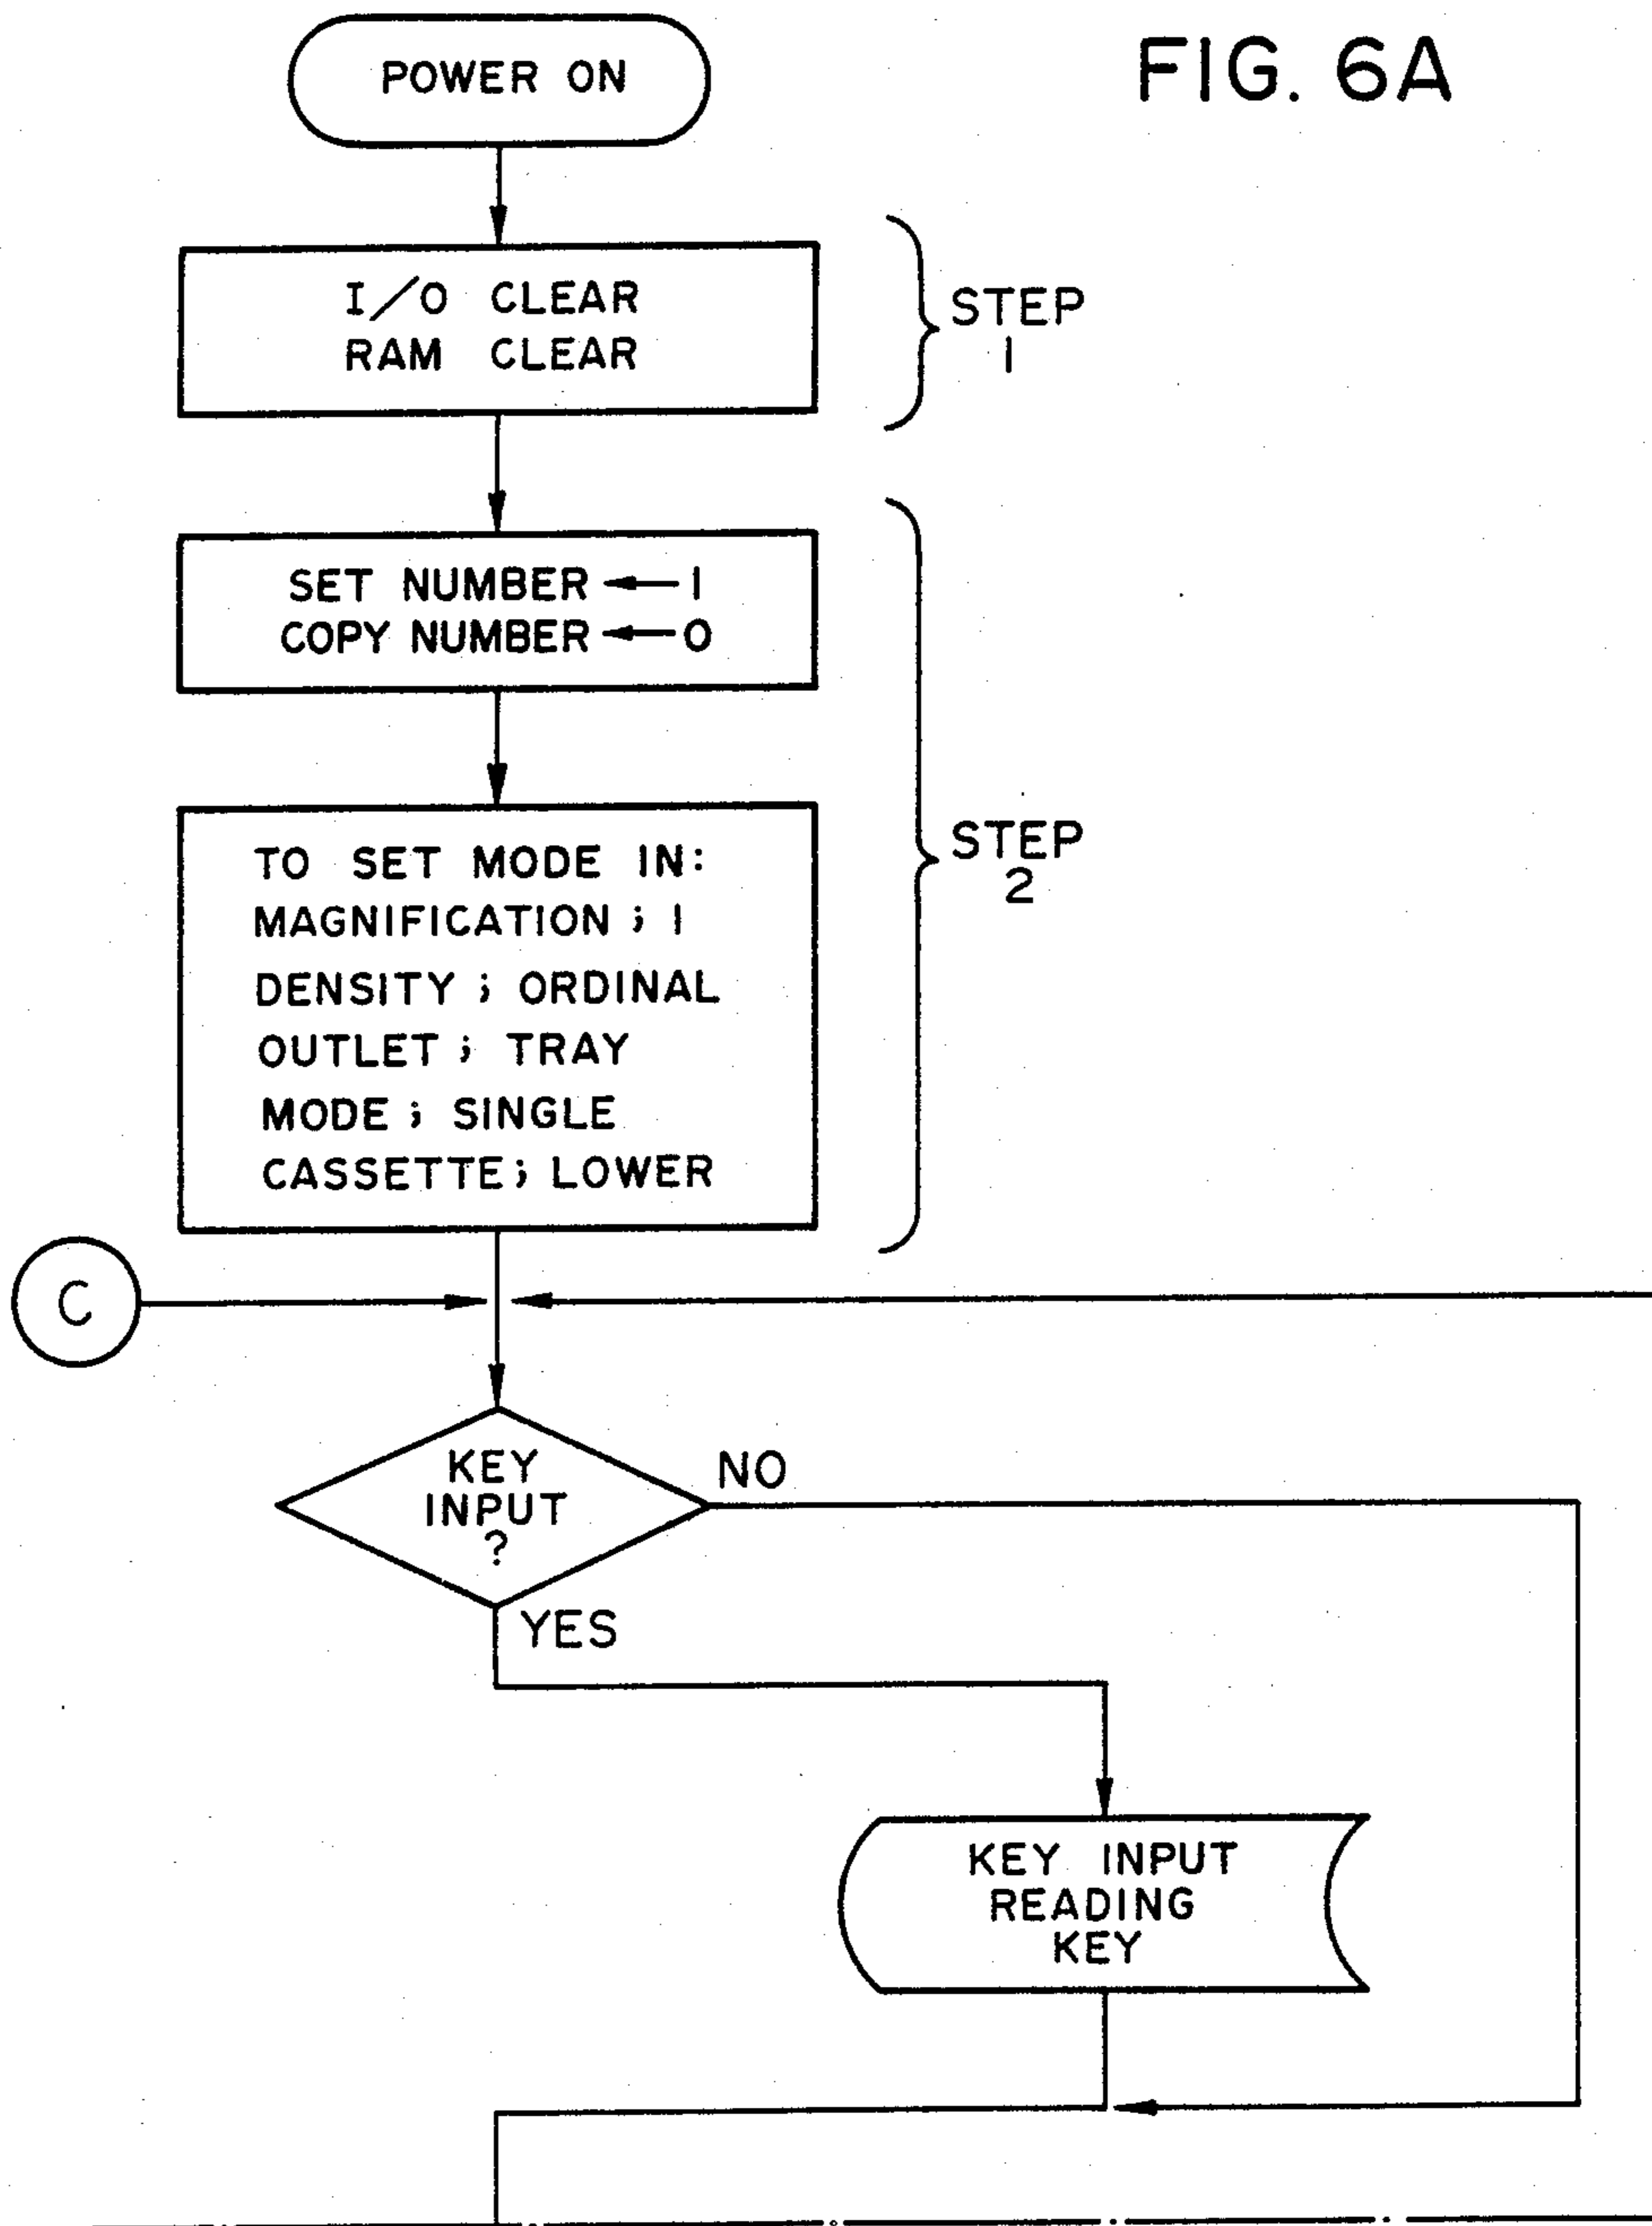 FIG. 6A
POWER ON
I/O CLEAR
RAM CLEAR
STEP
1
SET NUMBER ← 1
COPY NUMBER ← 0
TO SET MODE IN:
MAGNIFICATION ; 1
DENSITY ; ORDINAL
OUTLET ; TRAY
MODE ; SINGLE
CASSETTE ; LOWER
STEP
2
C
KEY
INPUT
?
NO
YES
KEY INPUT
READING
KEY